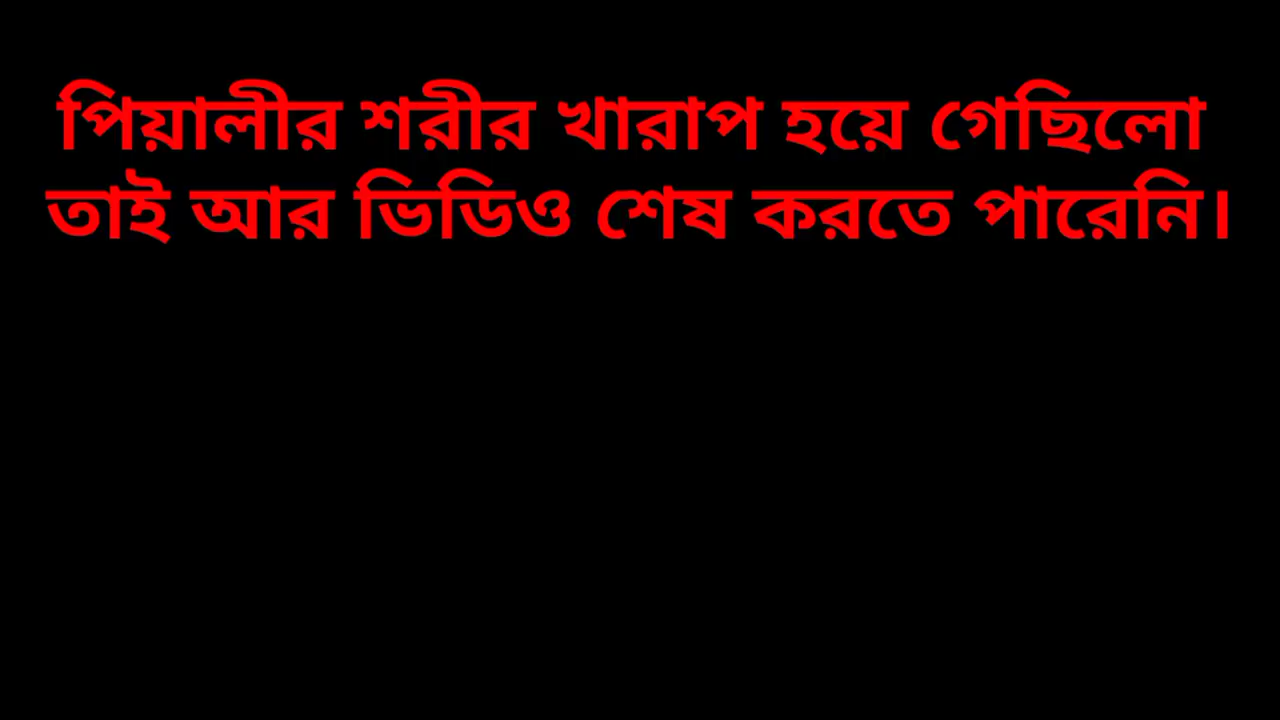 পিয়ালীর শরীর খারাপ হয়ে গেছিলো
তাই আর ভিডিও শেষ করতে পারেনি।